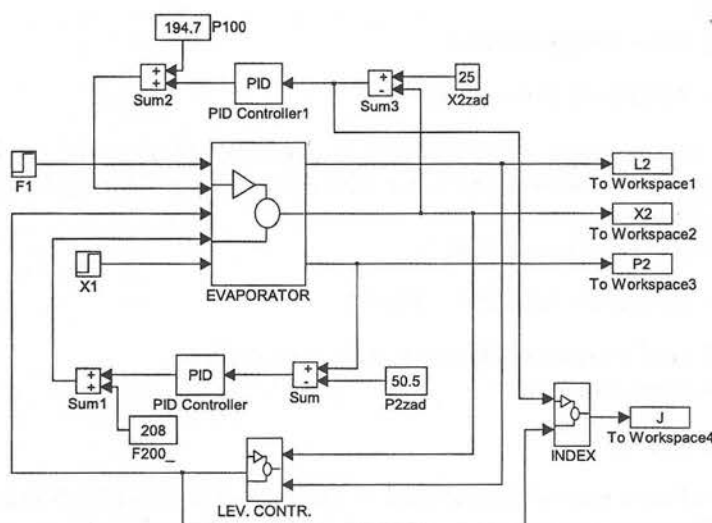 194.7
P100
+
+
Sum2
PID
PID Controller1
+
-
Sum3
25
X2zad
F1
L2
To Workspace1
X2
To Workspace2
P2
To Workspace3
X1
EVAPORATOR
+
+
Sum1
PID
PID Controller
+
-
Sum
50.5
P2zad
208
F200_
LEV. CONTR.
INDEX
J
To Workspace4